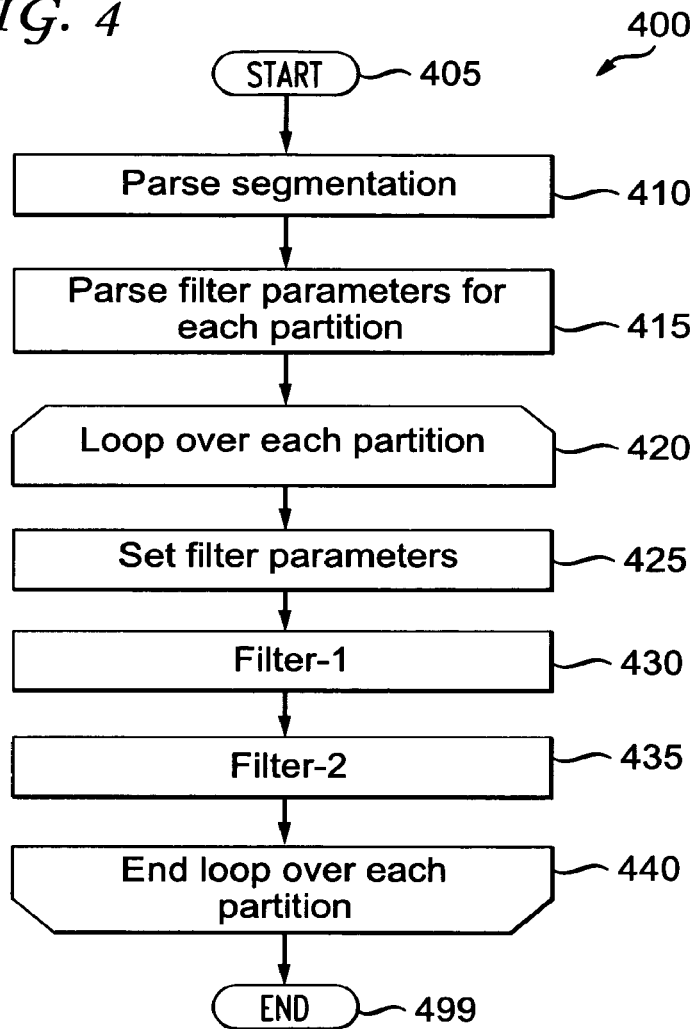 IG. 4
400
START 405
Parse segmentation 410
Parse filter parameters for
each partition 415
Loop over each partition 420
Set filter parameters 425
Filter-1 430
Filter-2 435
End loop over each
partition 440
END 499